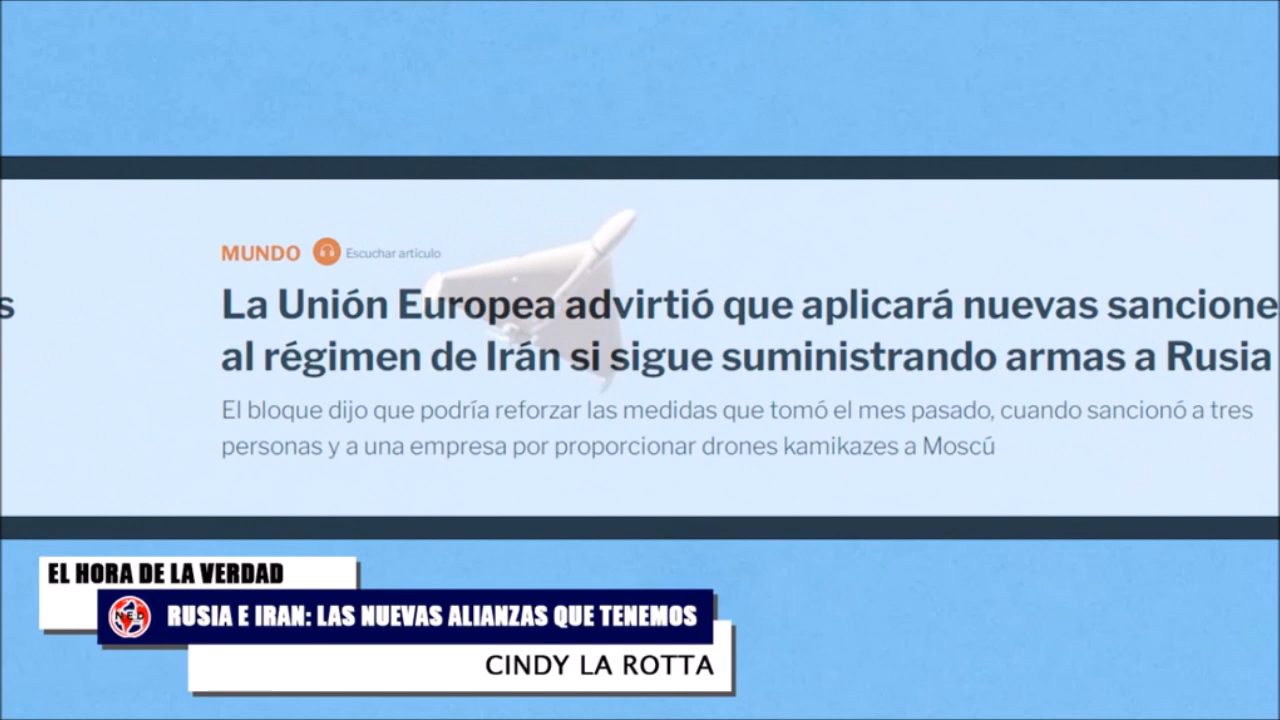 MUNDO Escuchar artículo
s La Unión Europea advirtió que aplicará nuevas sancione
al régimen de Irán si sigue suministrando armas a Rusia
El bloque dijo que podría reforzar las medidas que tomó el mes pasado, cuando sancionó a tres
personas y a una empresa por proporcionar drones kamikazes a Moscú
EL HORA DE LA VERDAD
RUSIA E IRAN: LAS NUEVAS ALIANZAS QUE TENEMOS
CINDY LA ROTTA